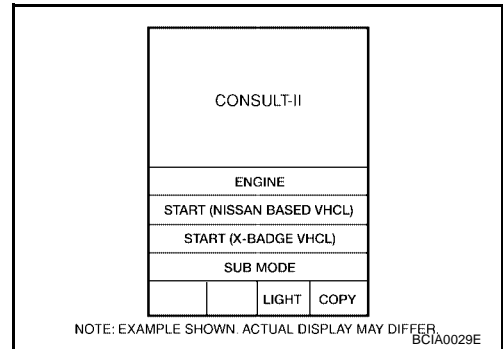 CONSULT-II
ENGINE
START (NISSAN BASED VHCL)
START (X-BADGE VHCL)
SUB MODE
LIGHT COPY
NOTE: EXAMPLE SHOWN. ACTUAL DISPLAY MAY DIFFER.
BCIA0029E